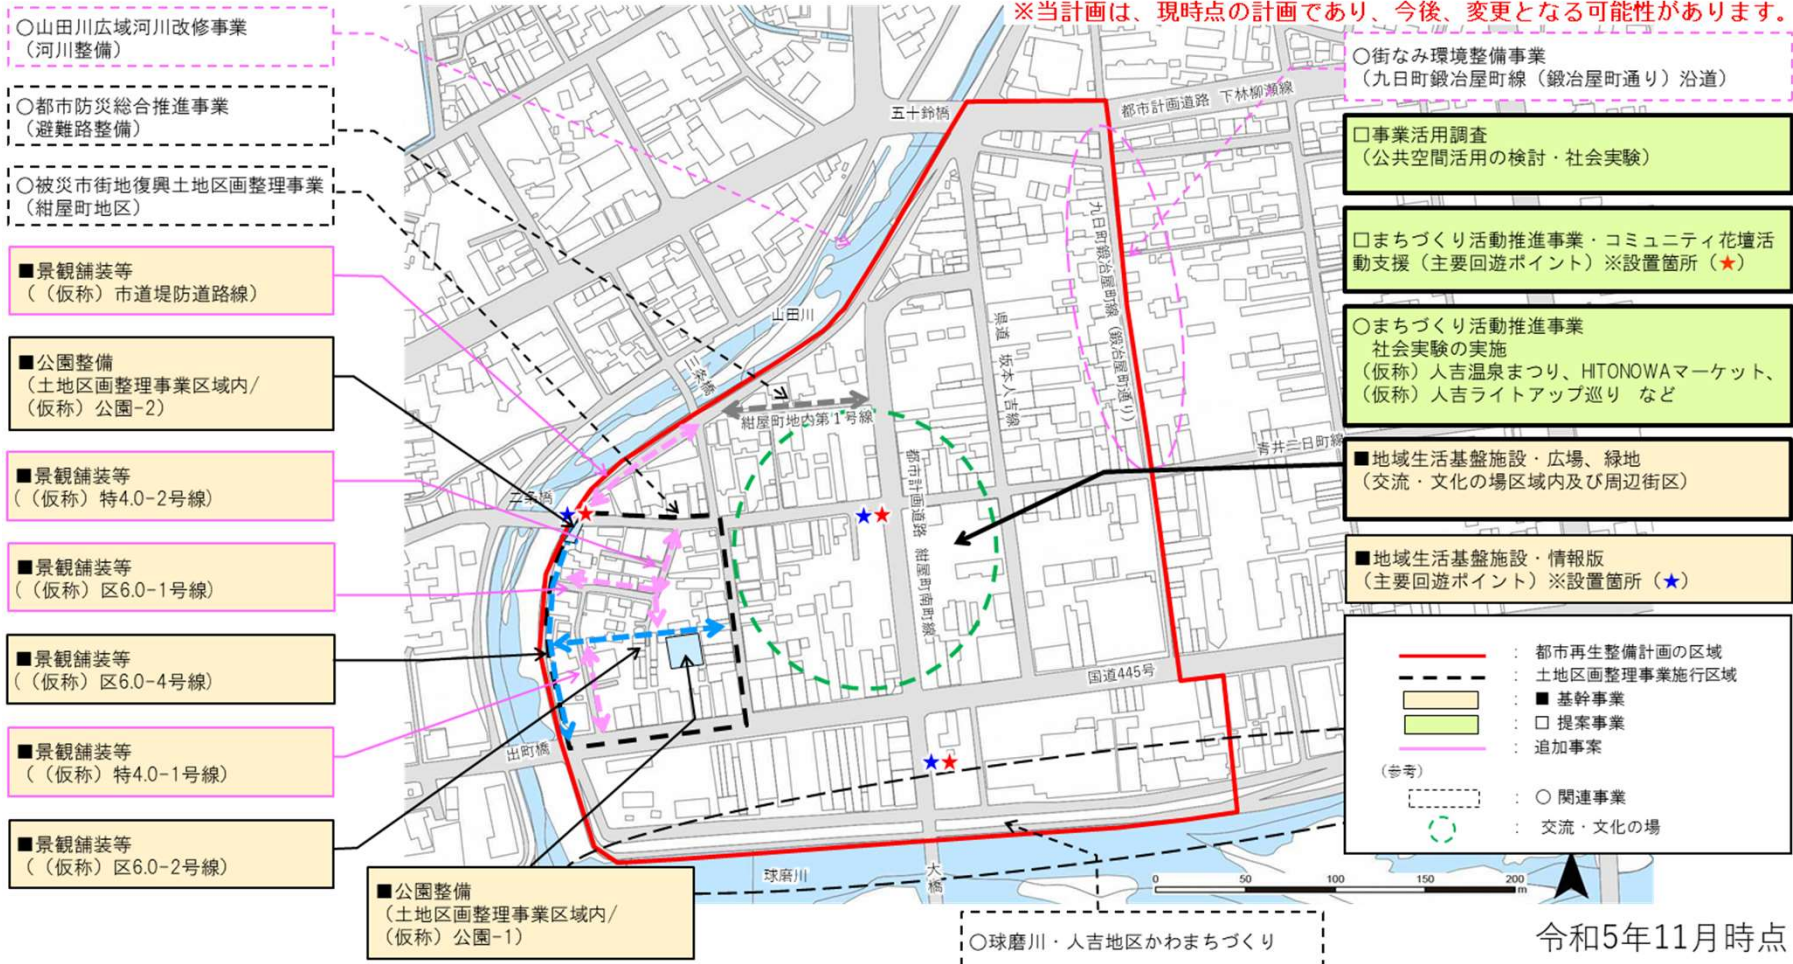 ※当計画は、現時点の計画であり、今後、変更となる可能性があります。
○山田川広域河川改修事業
（河川整備）
○都市防災総合推進事業
（避難路整備）
○被災市街地復興土地区画整理事業
（紺屋町地区）
■景観舗装等
（（仮称）市道堤防道路線）
■公園整備
（土地区画整理事業区域内/
（仮称）公園-2）
■景観舗装等
（（仮称）特4.0-2号線）
■景観舗装等
（（仮称）区6.0-1号線）
■景観舗装等
（（仮称）区6.0-4号線）
■景観舗装等
（（仮称）特4.0-1号線）
■景観舗装等
（（仮称）区6.0-2号線）
■公園整備
（土地区画整理事業区域内/
（仮称）公園-1）
五十鈴橋
都市計画道路 下林柳瀬線
山田川
三条橋
紺屋町地内第1号線
二条橋
都市計画道路 紺屋町南町線
県道 坂本人吉線
九日町鍛冶屋町線（鍛冶屋町通り）
青井二日町線
国道445号
出町橋
球磨川
大橋
○街なみ環境整備事業
（九日町鍛冶屋町線（鍛冶屋町通り）沿道）
□事業活用調査
（公共空間活用の検討・社会実験）
□まちづくり活動推進事業・コミュニティ花壇活
動支援（主要回遊ポイント）※設置箇所（★）
○まちづくり活動推進事業
社会実験の実施
（仮称）人吉温泉まつり、HITONOWAマーケット、
（仮称）人吉ライトアップ巡り など
■地域生活基盤施設・広場、緑地
（交流・文化の場区域内及び周辺街区）
■地域生活基盤施設・情報版
（主要回遊ポイント）※設置箇所（★）
： 都市再生整備計画の区域
： 土地区画整理事業施行区域
： ■ 基幹事業
： □ 提案事業
： 追加事案
（参考）
： ○ 関連事業
： 交流・文化の場
0 50 100 150 200
m
○球磨川・人吉地区かわまちづくり
令和5年11月時点